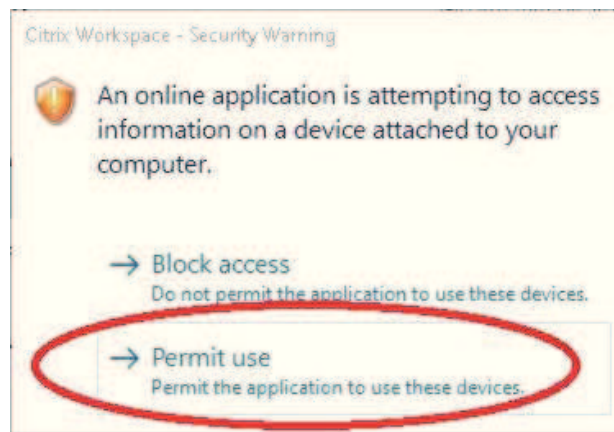 Citrix Workspace - Security Warning
An online application is attempting to access
information on a device attached to your
computer.
→ Block access
Do not permit the application to use these devices.
→ Permit use
Permit the application to use these devices.